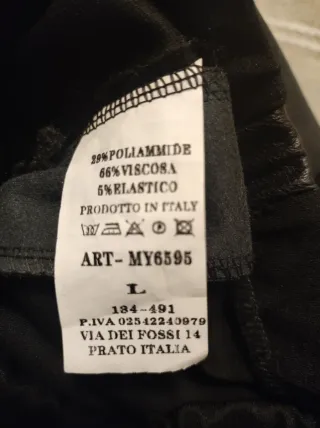 29%POLIAMMIDE
66%VISCOSA
5%ELASTICO
PRODOTTO IN ITALY
ART- MY6595
L
134-491
P.IVA 02542240979
VIA DEI FOSSI 14
PRATO ITALIA